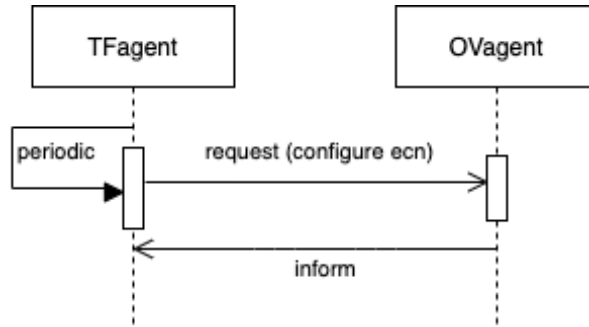 TFagent
OVagent
periodic
request (configure ecn)
inform